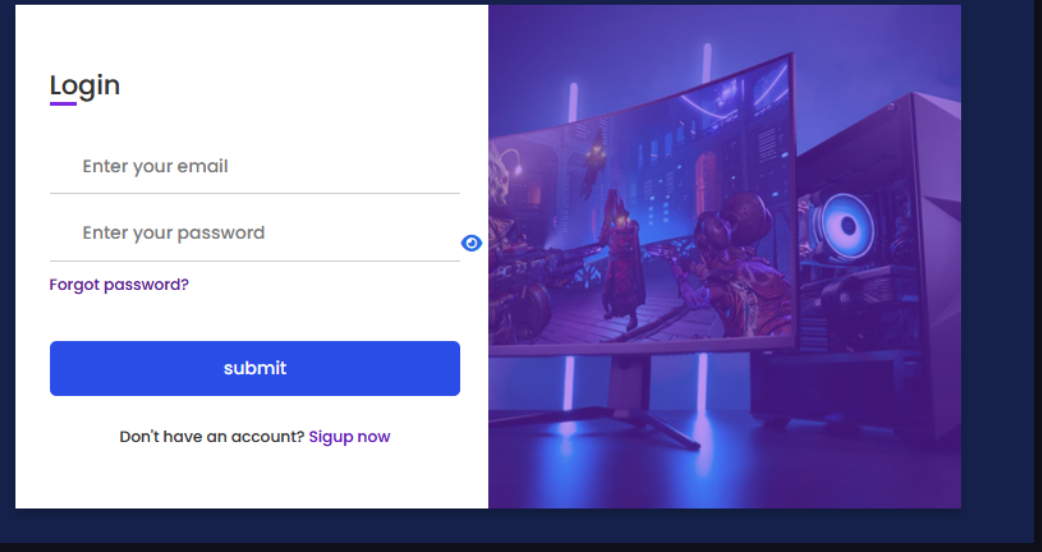 Login
Enter your email
Enter your password
Forgot password?
submit
Don't have an account? Sigup now